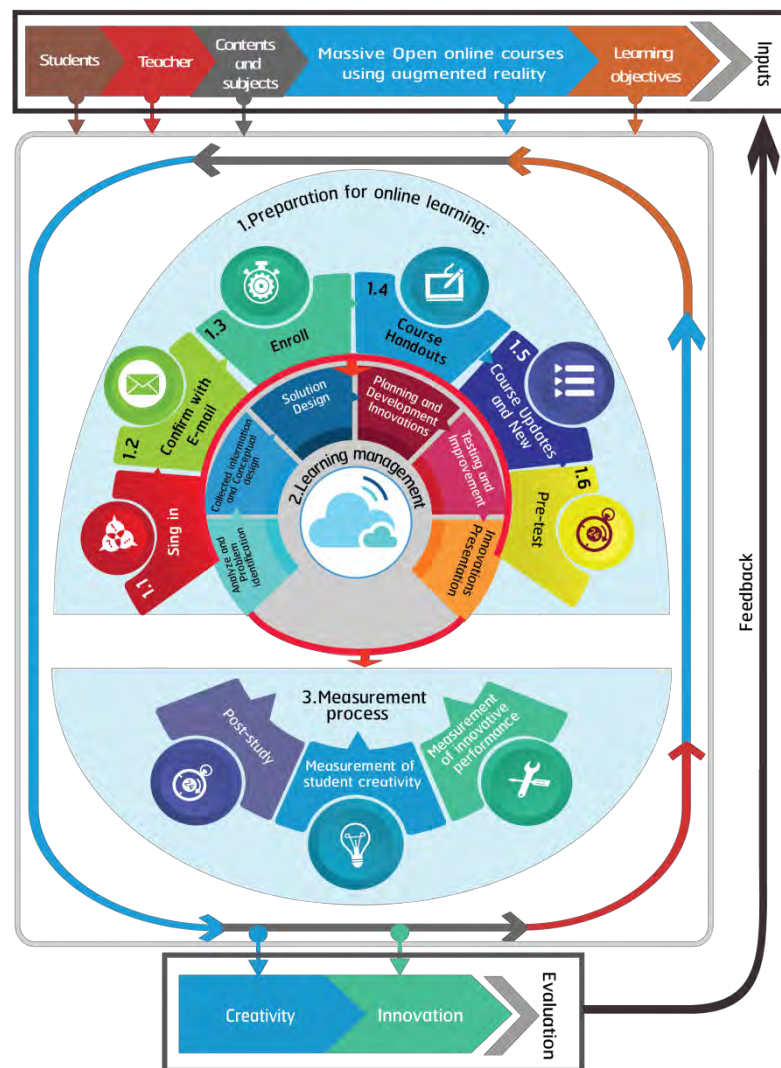 Students
Teacher
Contents
and
subjects
Massive Open online courses
using augmented reality
Learning
objectives
Inputs
1.Preparation for online learning:
1.1
Sing in
1.2
Confirm with
E-mail
1.3
Enroll
1.4
Course
Handouts
1.5
Course Updates
and New
1.6
Pre-test
2.Learning management
Analyze and
Problem
identification
Collected information
and Conceptual
design
Solution
Design
Planning and
Development
Innovations
Testing and
Improvement
Innovations
Presentation
3.Measurement
process
Post-study
Measurement of
student creativity
Measurement
of innovative
performance
Feedback
Creativity
Innovation
Evaluation